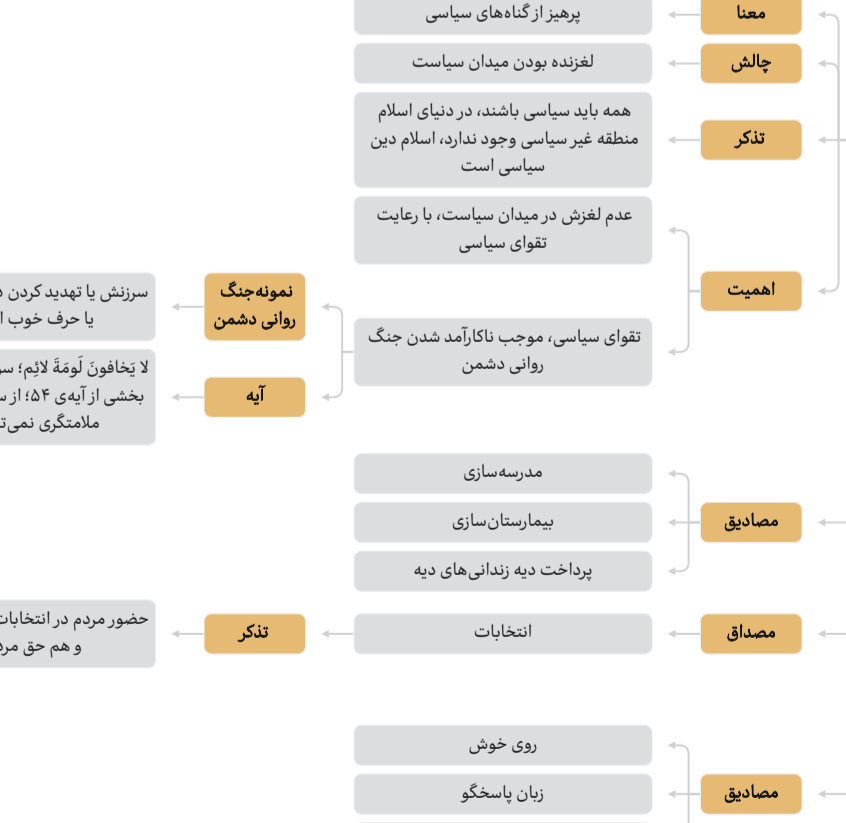 معنا
پرهیز از گناه‌های سیاسی
چالش
لغزنده بودن میدان سیاست
تذکر
همه باید سیاسی باشند، در دنیای اسلام
منطقه غیر سیاسی وجود ندارد، اسلام دین
سیاسی است
اهمیت
عدم لغزش در میدان سیاست، با رعایت
تقوای سیاسی
تقوای سیاسی، موجب ناکارآمد شدن جنگ
روانی دشمن
نمونه‌جنگ
روانی دشمن
سرزنش یا تهدید کردن
یا حرف خوب
آیه
لا یَخافونَ لَومَةَ لائِم؛
بخشی از آیه‌ی ۵۴؛ از
ملامتگری
مصادیق
مدرسه‌سازی
بیمارستان‌سازی
پرداخت دیه زندانی‌های دیه
مصداق
انتخابات
تذکر
حضور مردم در انتخابات
و هم حق
مصادیق
روی خوش
زبان پاسخگو